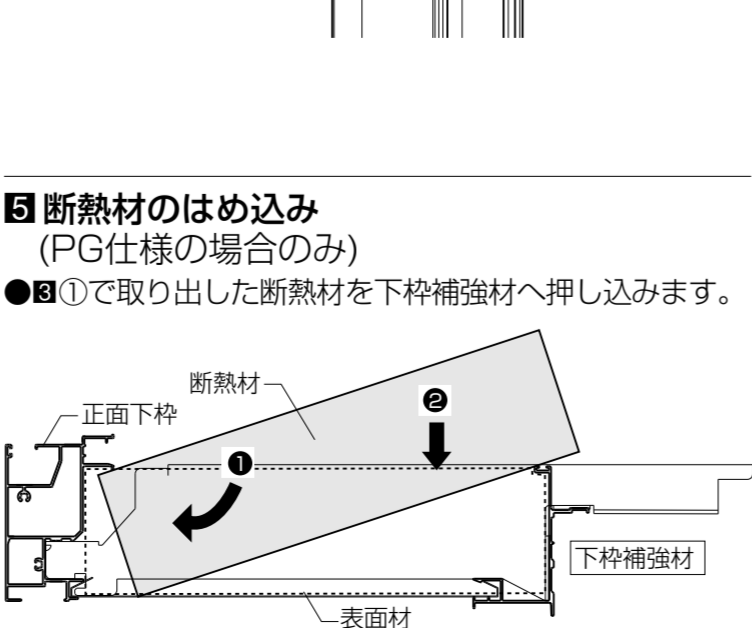 5 断熱材のはめ込み
(PG仕様の場合のみ)
●3①で取り出した断熱材を下枠補強材へ押し込みます。
断熱材
正面下枠
❷
❶
下枠補強材
表面材